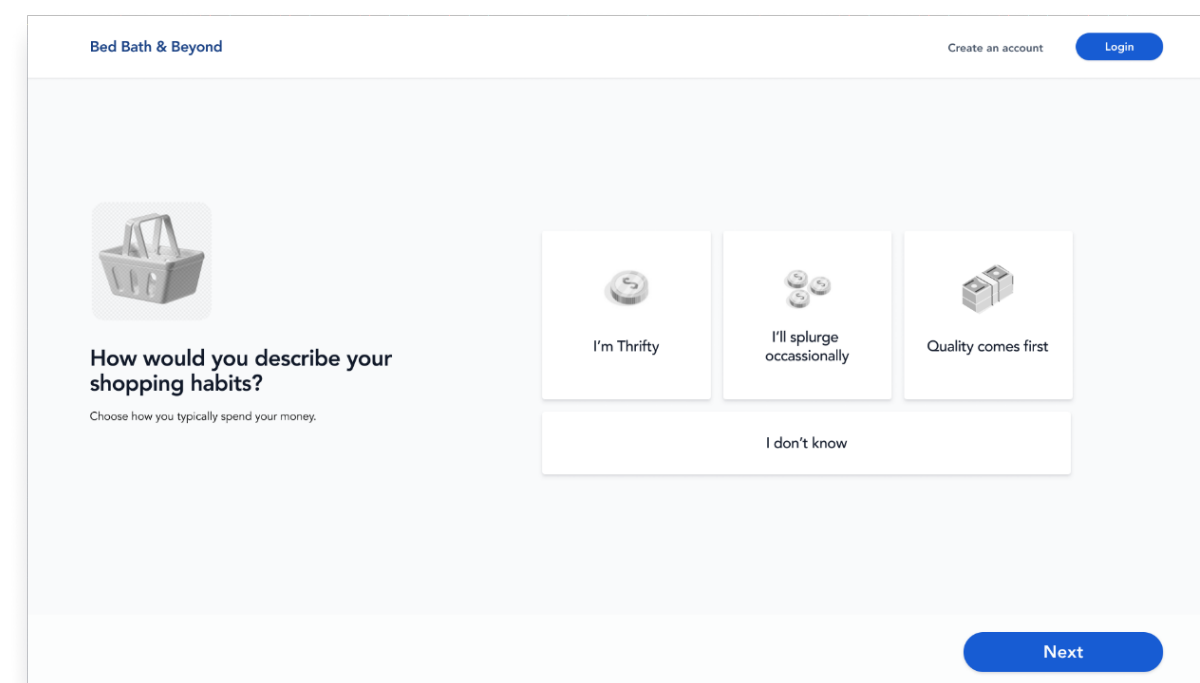 Bed Bath & Beyond
Create an account
Login
How would you describe your
shopping habits?
Choose how you typically spend your money.
I'm Thrifty
I'll splurge
occassionally
Quality comes first
I don't know
Next